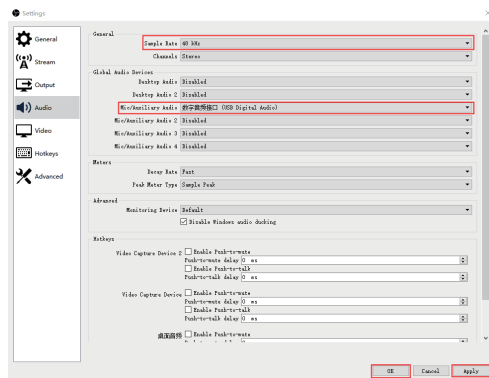 Settings
General
Stream
Output
Audio
Video
Hotkeys
Advanced
General
Sample Rate 48 kHz
Channels Stereo
Global Audio Devices
Desktop Audio Disabled
Desktop Audio 2 Disabled
Mic/Auxiliary Audio 数字音频接口 (USB Digital Audio)
Mic/Auxiliary Audio 2 Disabled
Mic/Auxiliary Audio 3 Disabled
Mic/Auxiliary Audio 4 Disabled
Meters
Decay Rate Fast
Peak Meter Type Sample Peak
Advanced
Monitoring Device Default
Disable Windows audio ducking
Hotkeys
Video Capture Device 2 Enable Push-to-mute
Push-to-mute delay 0 ms
Enable Push-to-talk
Push-to-talk delay 0 ms
Video Capture Device Enable Push-to-mute
Push-to-mute delay 0 ms
Enable Push-to-talk
Push-to-talk delay 0 ms
桌面音频 Enable Push-to-mute
OK Cancel Apply